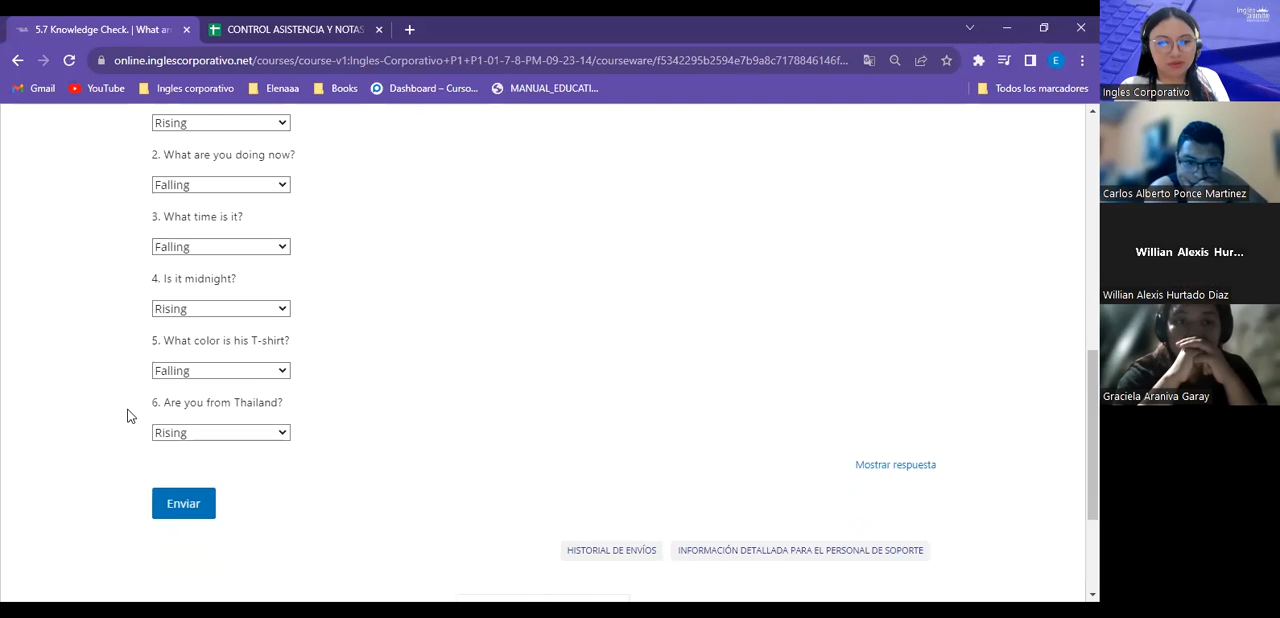 5.7 Knowledge Check. | What are
CONTROL ASISTENCIA Y NOTAS
online.inglescorporativo.net/courses/course-v1:Ingles-Corporativo+P1+P1-01-7-8-PM-09-23-14/courseware/f5342295b2594e7b9a8c7178846146f...
E
Gmail
YouTube
Ingles corporativo
Elenaaa
Books
Dashboard – Curso...
MANUAL_EDUCATI...
Todos los marcadores
Rising
2. What are you doing now?
Falling
3. What time is it?
Falling
4. Is it midnight?
Rising
5. What color is his T-shirt?
Falling
6. Are you from Thailand?
Rising
Mostrar respuesta
Enviar
HISTORIAL DE ENVÍOS
INFORMACIÓN DETALLADA PARA EL PERSONAL DE SOPORTE
Ingles Corporativo
Carlos Alberto Ponce Martinez
Willian Alexis Hur...
Willian Alexis Hurtado Diaz
Graciela Araniva Garay